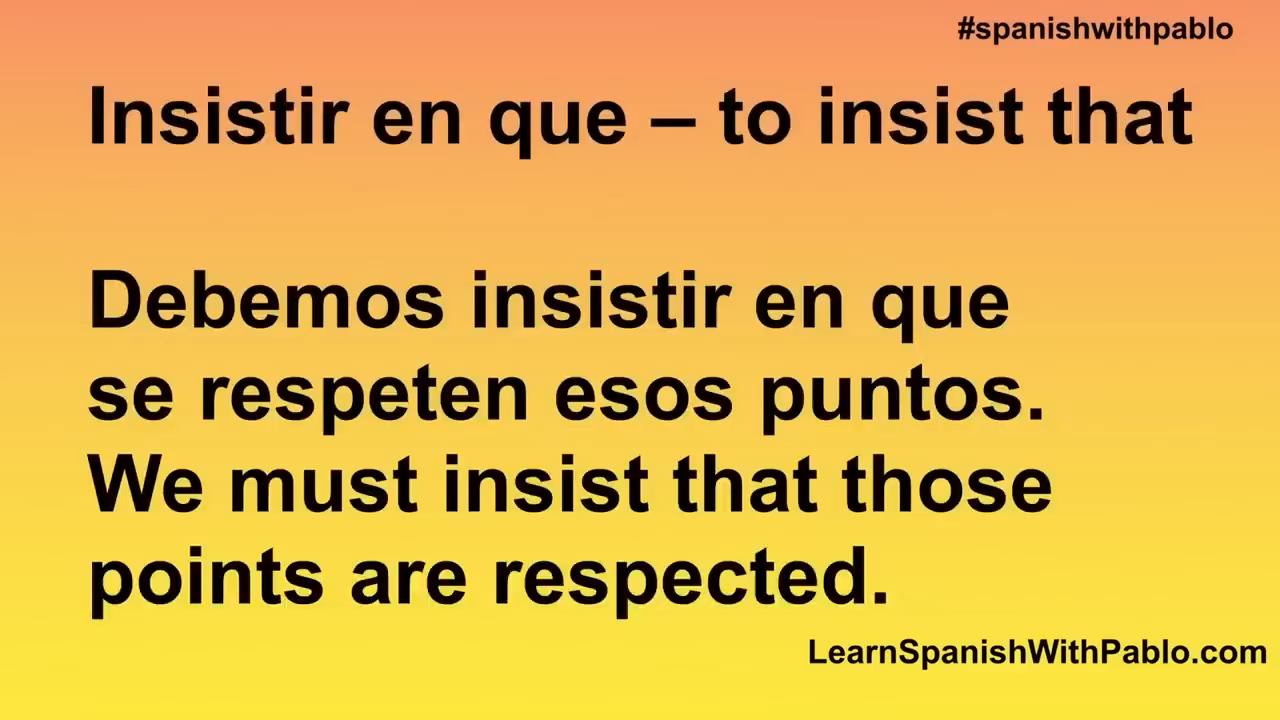 #spanishwithpablo
Insistir en que – to insist that
Debemos insistir en que
se respeten esos puntos.
We must insist that those
points are respected.
LearnSpanishWithPablo.com